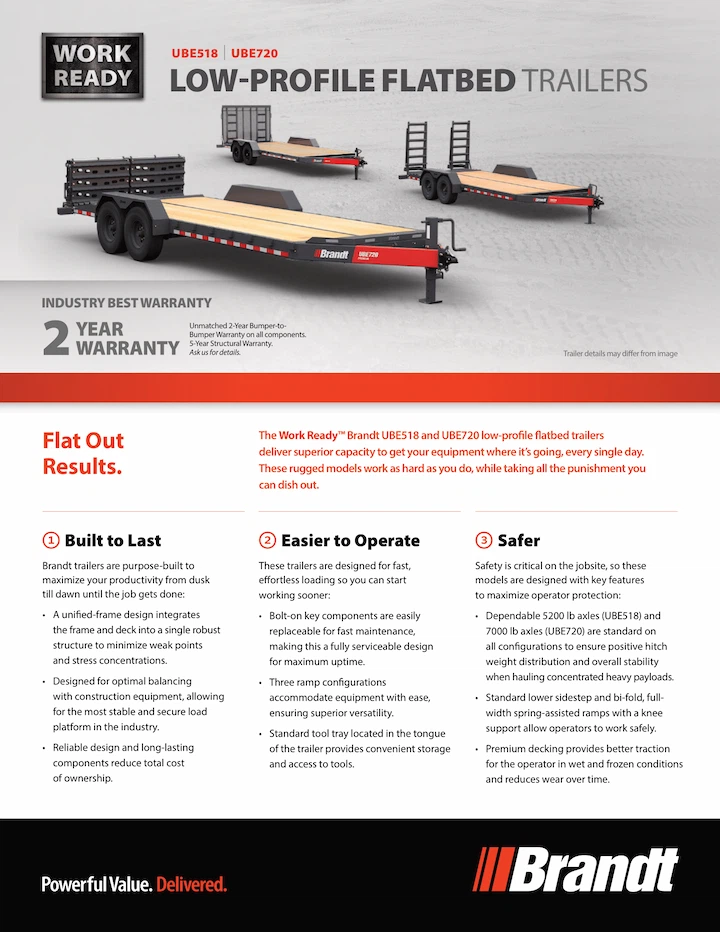 WORK
READY
UBE518 | UBE720
LOW-PROFILE FLATBED TRAILERS
Brandt
UBE720
INDUSTRY BEST WARRANTY
2 YEAR
WARRANTY
Unmatched 2-Year Bumper-to-
Bumper Warranty on all components.
5-Year Structural Warranty.
Ask us for details.
Trailer details may differ from image
Flat Out
Results.
The Work Ready™ Brandt UBE518 and UBE720 low-profile flatbed trailers
deliver superior capacity to get your equipment where it's going, every single day.
These rugged models work as hard as you do, while taking all the punishment you
can dish out.
1 Built to Last
Brandt trailers are purpose-built to
maximize your productivity from dusk
till dawn until the job gets done:
• A unified-frame design integrates
the frame and deck into a single robust
structure to minimize weak points
and stress concentrations.
• Designed for optimal balancing
with construction equipment, allowing
for the most stable and secure load
platform in the industry.
• Reliable design and long-lasting
components reduce total cost
of ownership.
2 Easier to Operate
These trailers are designed for fast,
effortless loading so you can start
working sooner:
• Bolt-on key components are easily
replaceable for fast maintenance,
making this a fully serviceable design
for maximum uptime.
• Three ramp configurations
accommodate equipment with ease,
ensuring superior versatility.
• Standard tool tray located in the tongue
of the trailer provides convenient storage
and access to tools.
3 Safer
Safety is critical on the jobsite, so these
models are designed with key features
to maximize operator protection:
• Dependable 5200 lb axles (UBE518) and
7000 lb axles (UBE720) are standard on
all configurations to ensure positive hitch
weight distribution and overall stability
when hauling concentrated heavy payloads.
• Standard lower sidestep and bi-fold, full-
width spring-assisted ramps with a knee
support allow operators to work safely.
• Premium decking provides better traction
for the operator in wet and frozen conditions
and reduces wear over time.
Powerful Value. Delivered.
Brandt